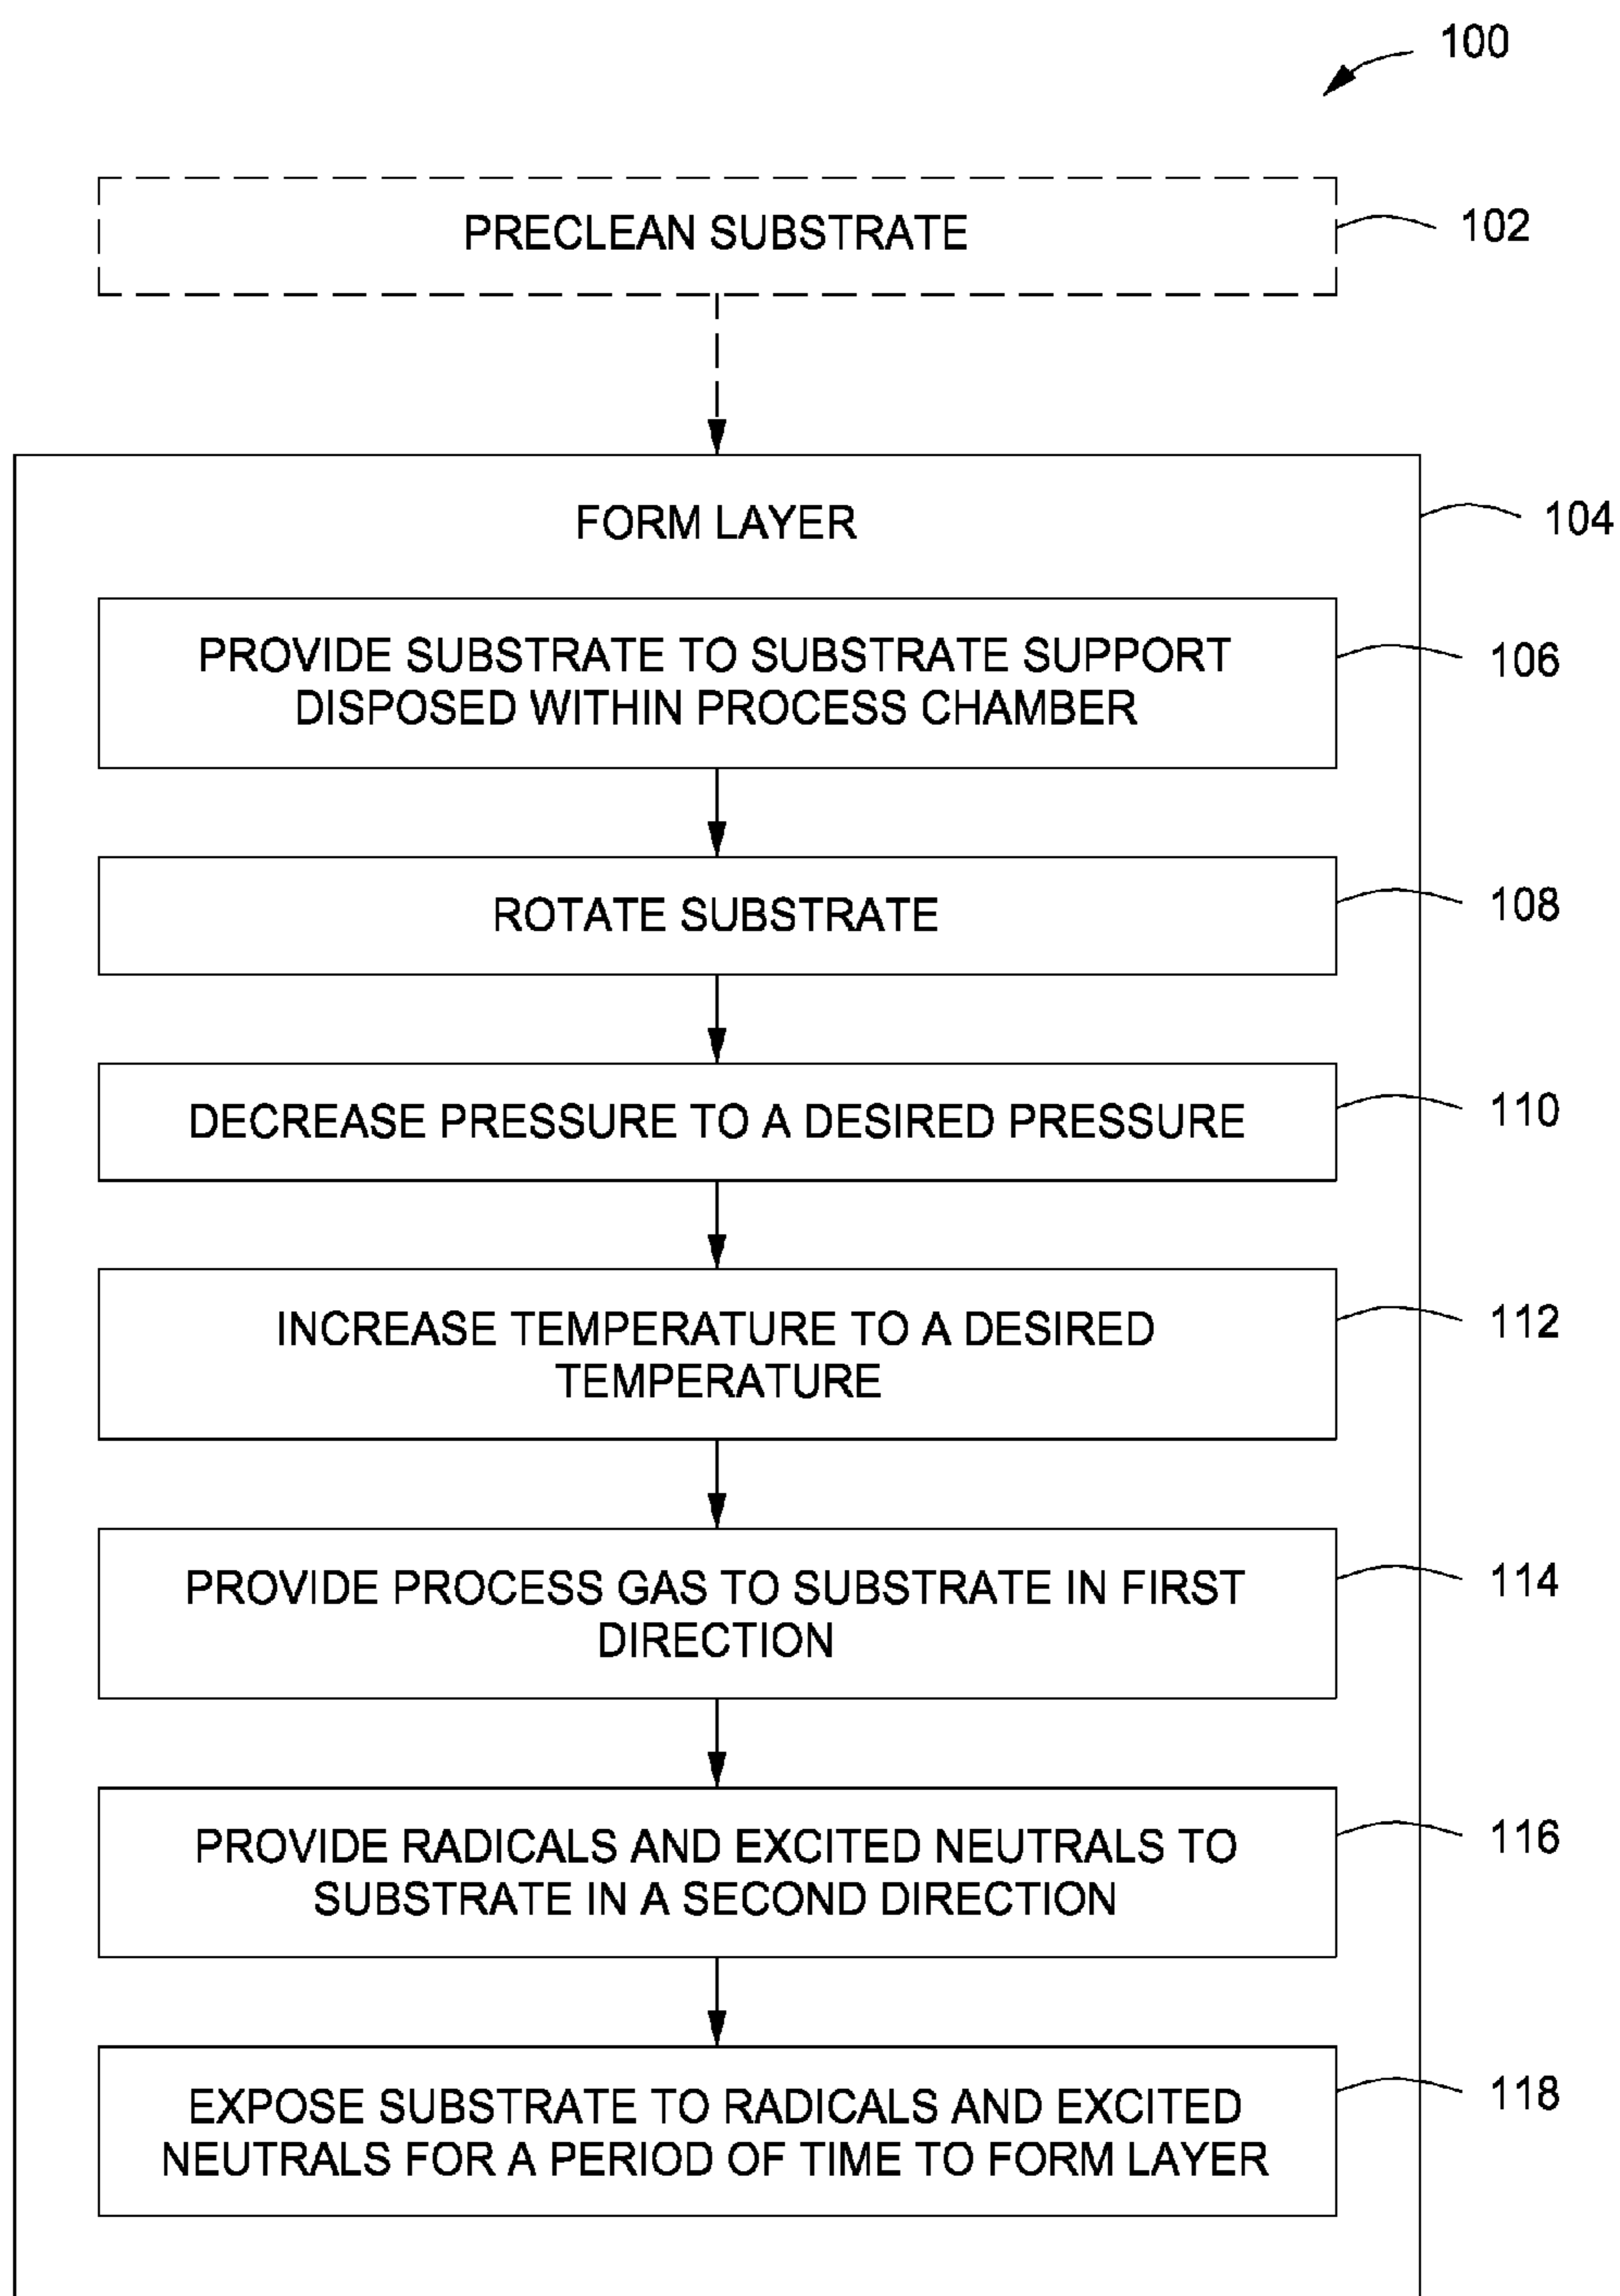 100
PRECLEAN SUBSTRATE
102
FORM LAYER
104
PROVIDE SUBSTRATE TO SUBSTRATE SUPPORT
DISPOSED WITHIN PROCESS CHAMBER
106
ROTATE SUBSTRATE
108
DECREASE PRESSURE TO A DESIRED PRESSURE
110
INCREASE TEMPERATURE TO A DESIRED
TEMPERATURE
112
PROVIDE PROCESS GAS TO SUBSTRATE IN FIRST
DIRECTION
114
PROVIDE RADICALS AND EXCITED NEUTRALS TO
SUBSTRATE IN A SECOND DIRECTION
116
EXPOSE SUBSTRATE TO RADICALS AND EXCITED
NEUTRALS FOR A PERIOD OF TIME TO FORM LAYER
118